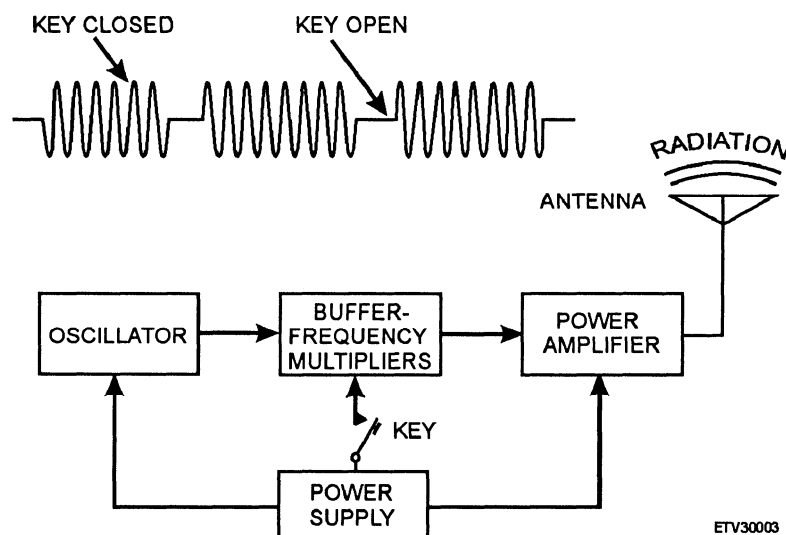 KEY CLOSED
KEY OPEN
RADIATION
ANTENNA
OSCILLATOR
BUFFER-
FREQUENCY
MULTIPLIERS
POWER
AMPLIFIER
KEY
POWER
SUPPLY
ETV30003